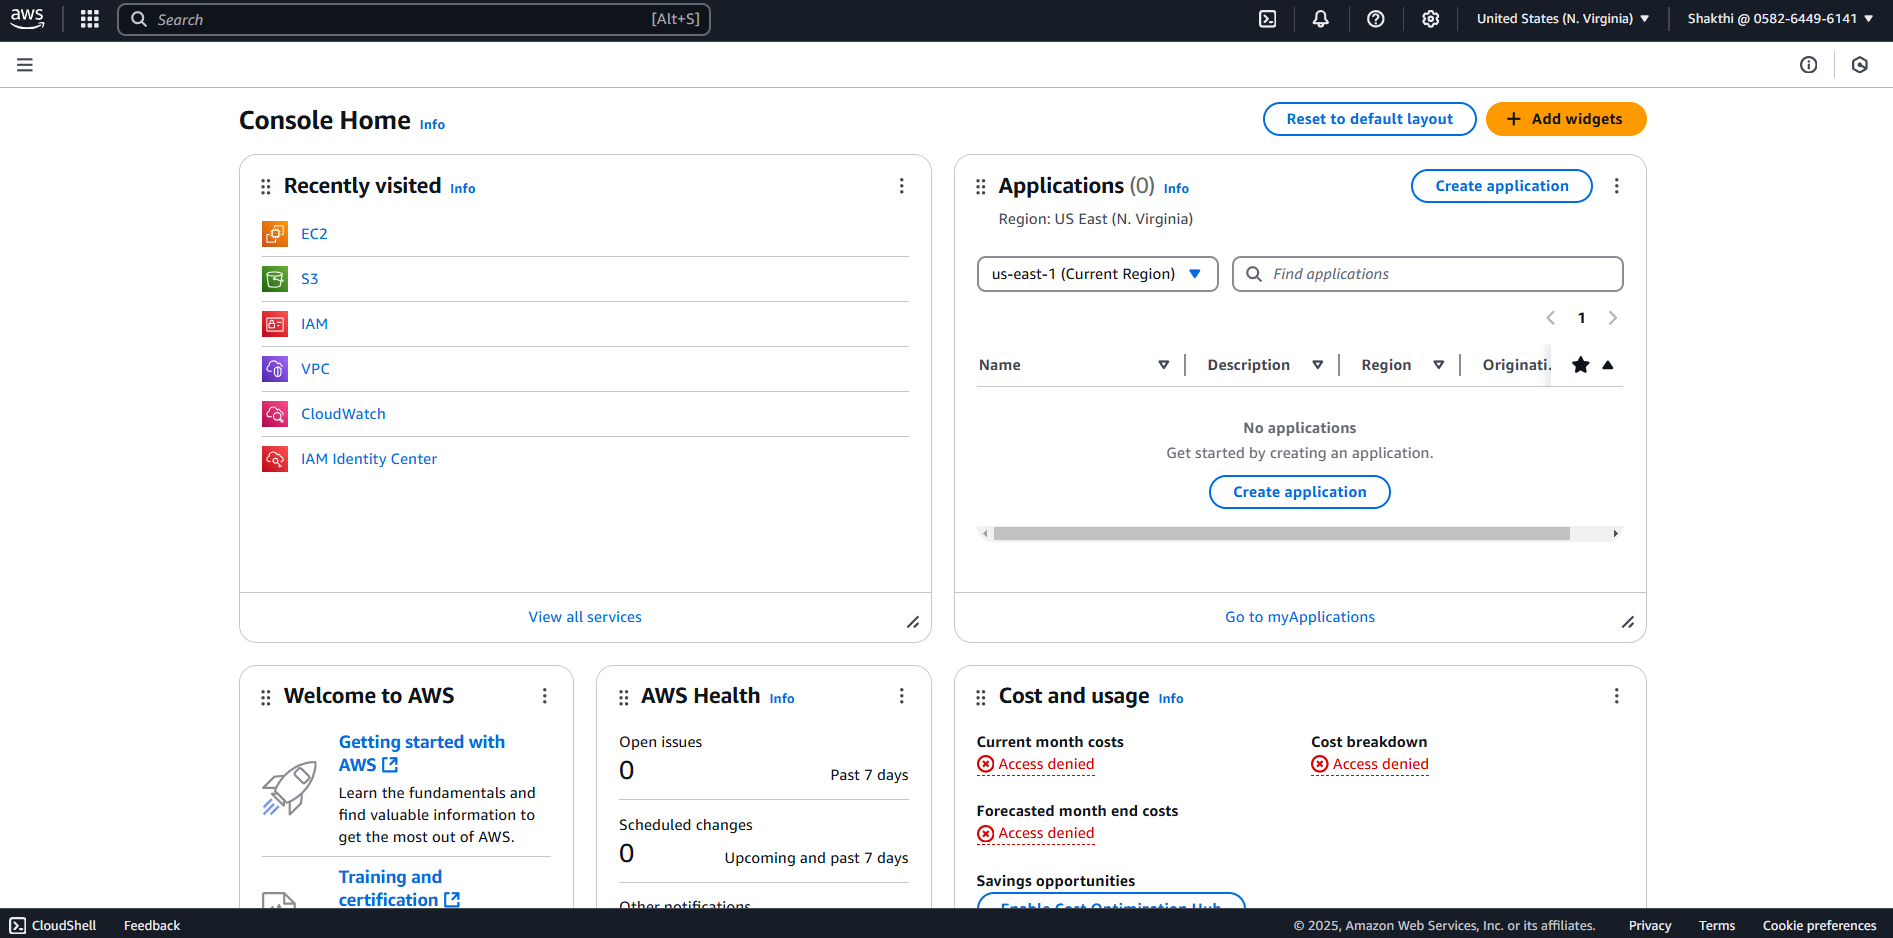 aws
Search [Alt+S]
United States (N. Virginia)
Shakthi @ 0582-6449-6141
Console Home Info
Reset to default layout
Add widgets
Recently visited Info
EC2
S3
IAM
VPC
CloudWatch
IAM Identity Center
View all services
Applications (0) Info
Create application
Region: US East (N. Virginia)
us-east-1 (Current Region)
Find applications
1
Name Description Region Originati.
No applications
Get started by creating an application.
Create application
Go to myApplications
Welcome to AWS
Getting started with
AWS
Learn the fundamentals and
find valuable information to
get the most out of AWS.
Training and
certification
AWS Health Info
Open issues
0 Past 7 days
Scheduled changes
0 Upcoming and past 7 days
Other notifications
Cost and usage Info
Current month costs
Access denied
Cost breakdown
Access denied
Forecasted month end costs
Access denied
Savings opportunities
Enable Cost Optimization Hub
CloudShell Feedback
© 2025, Amazon Web Services, Inc. or its affiliates. Privacy Terms Cookie preferences